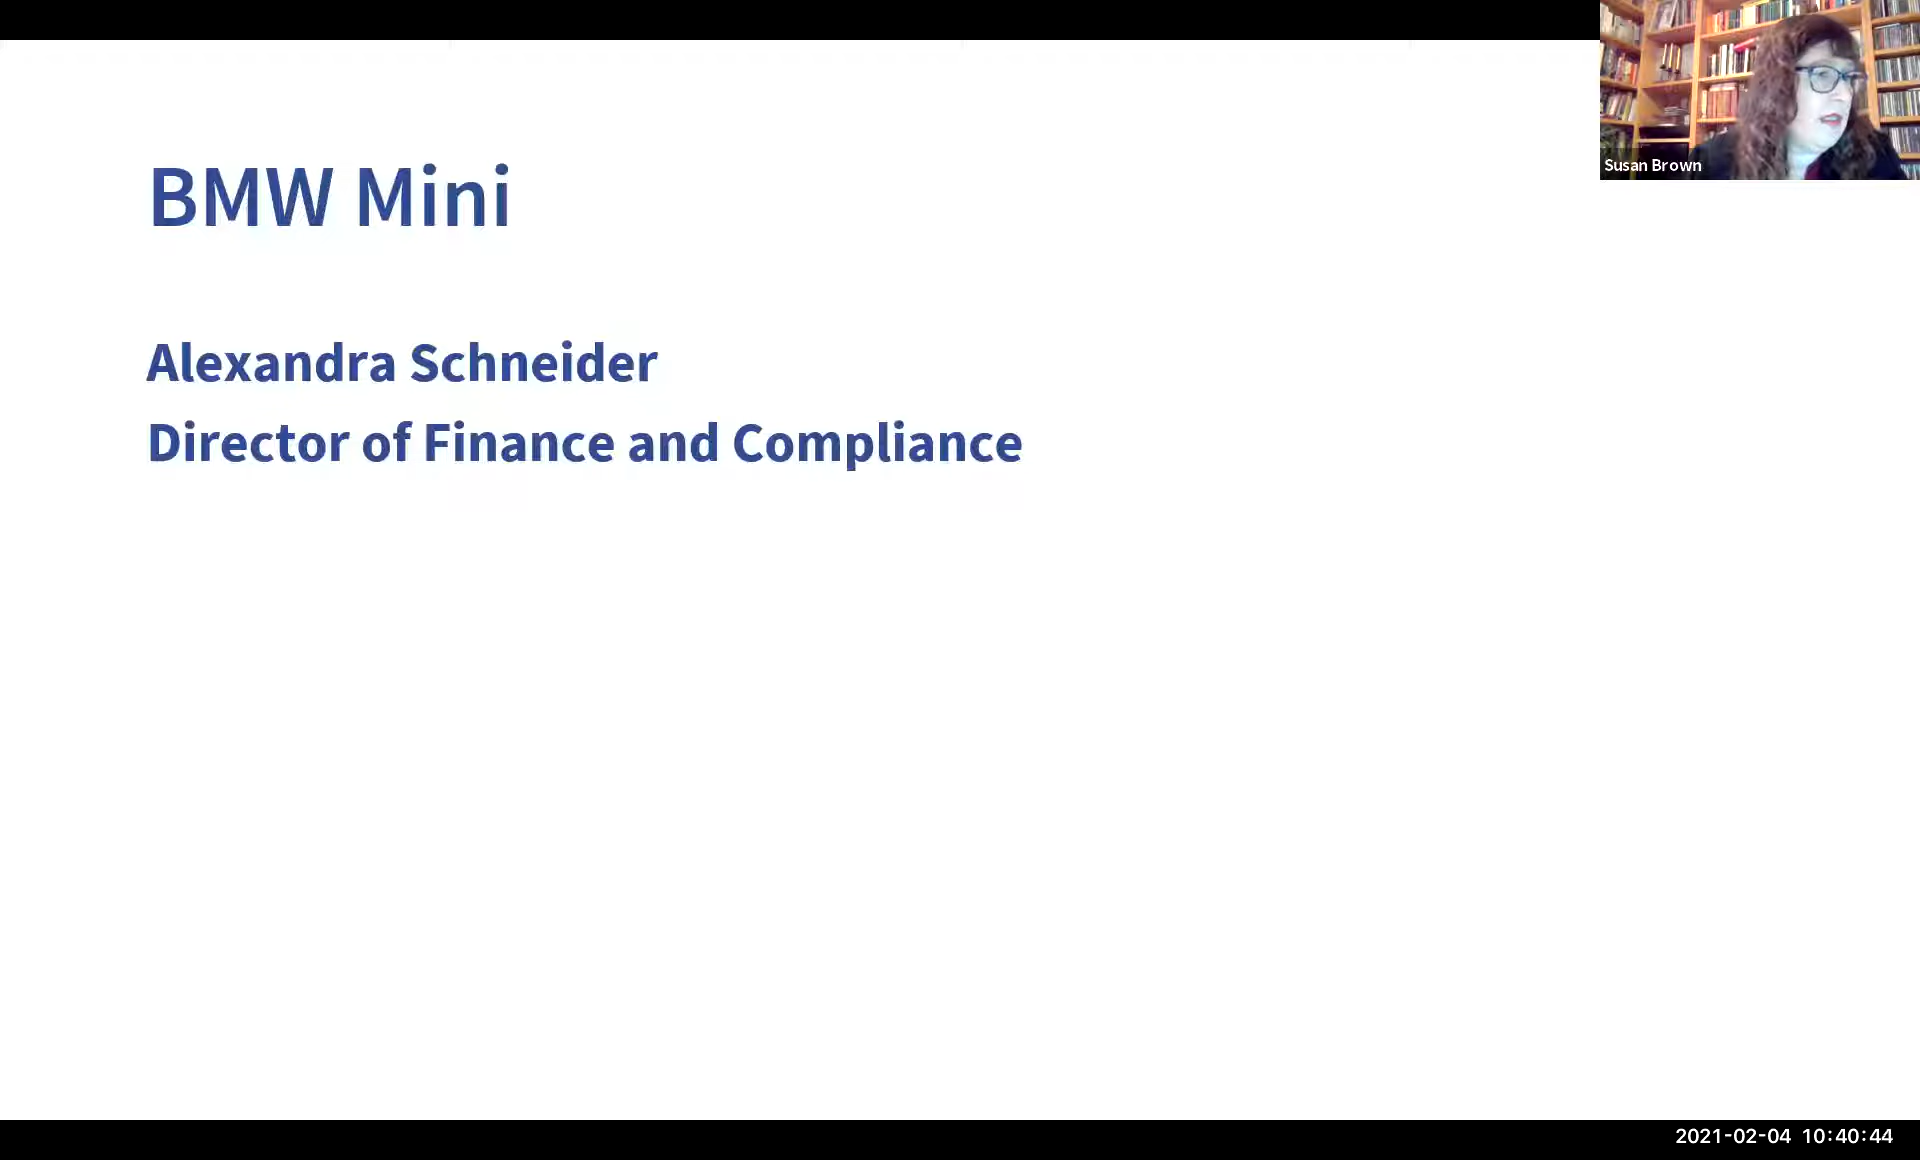 BMW Mini
Susan Brown
Alexandra Schneider
Director of Finance and Compliance
2021-02-04 10:40:44